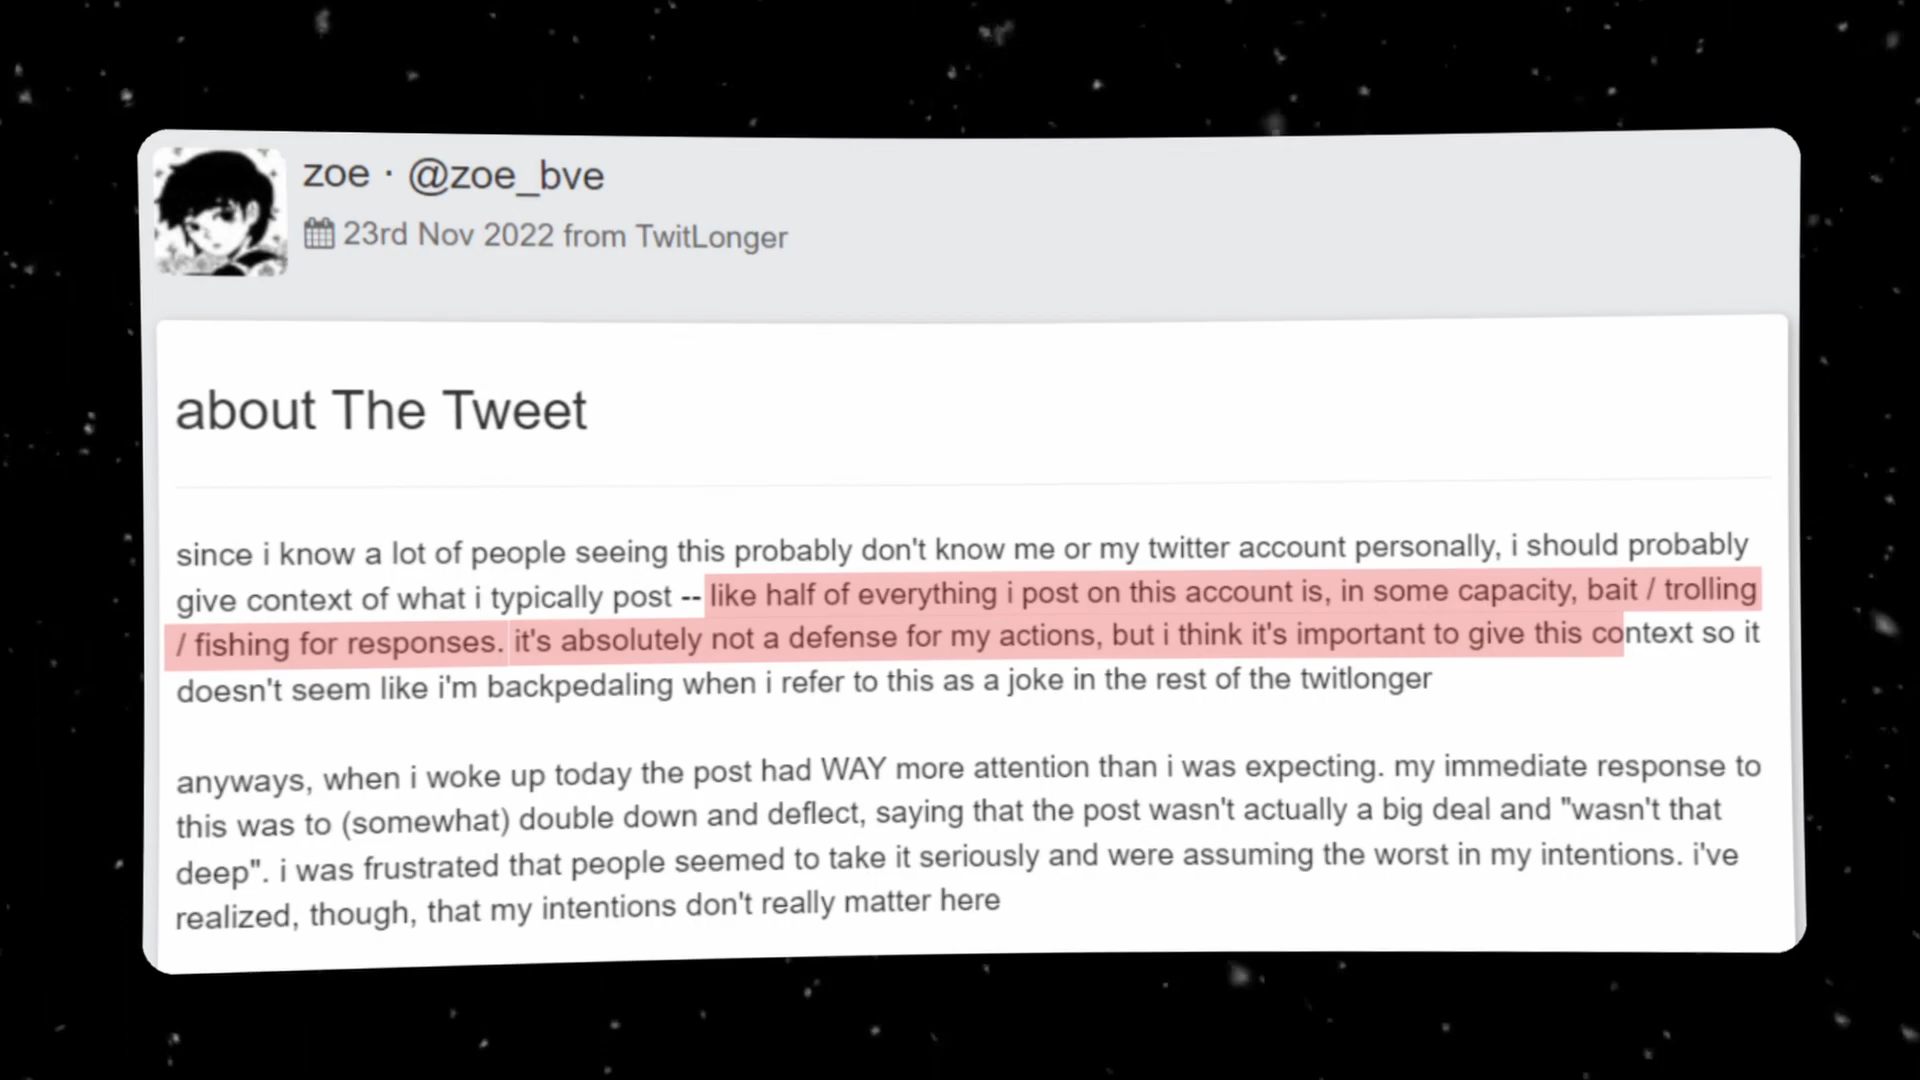 zoe · @zoe_bve
23rd Nov 2022 from TwitLonger
about The Tweet
since i know a lot of people seeing this probably don't know me or my twitter account personally, i should probably
give context of what i typically post -- like half of everything i post on this account is, in some capacity, bait / trolling
/ fishing for responses. it's absolutely not a defense for my actions, but i think it's important to give this context so it
doesn't seem like i'm backpedaling when i refer to this as a joke in the rest of the twitlonger
anyways, when i woke up today the post had WAY more attention than i was expecting. my immediate response to
this was to (somewhat) double down and deflect, saying that the post wasn't actually a big deal and "wasn't that
deep". i was frustrated that people seemed to take it seriously and were assuming the worst in my intentions. i've
realized, though, that my intentions don't really matter here